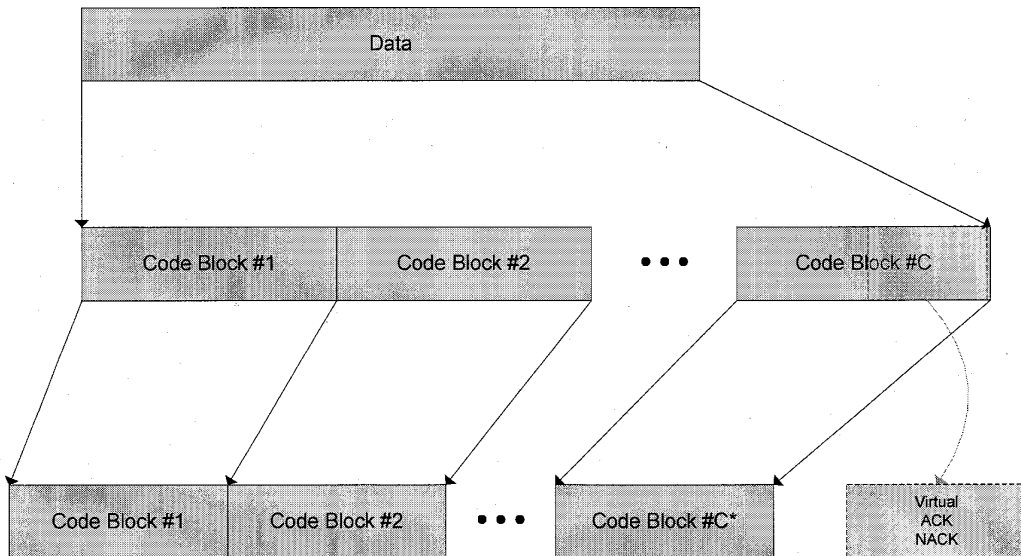 Data
Code Block #1
Code Block #2
Code Block #C
Code Block #1
Code Block #2
Code Block #C*
Virtual
ACK
NACK